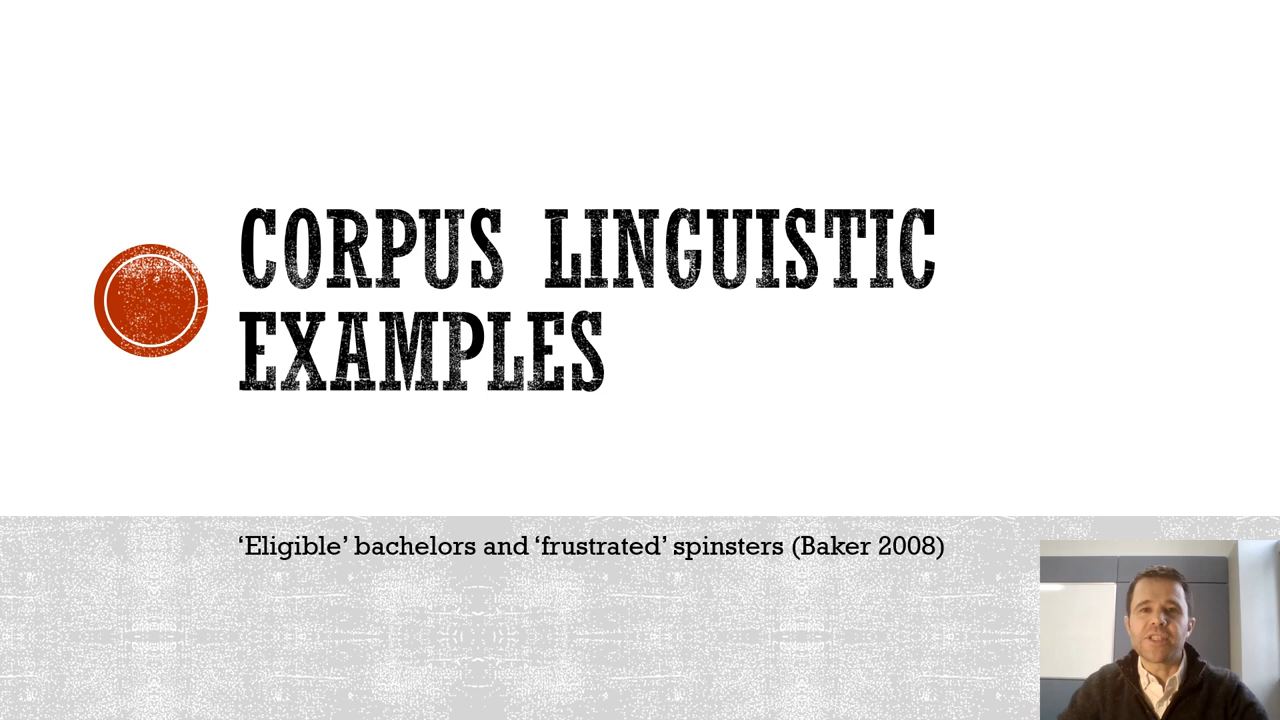 CORPUS LINGUISTIC
EXAMPLES
‘Eligible’ bachelors and ‘frustrated’ spinsters (Baker 2008)